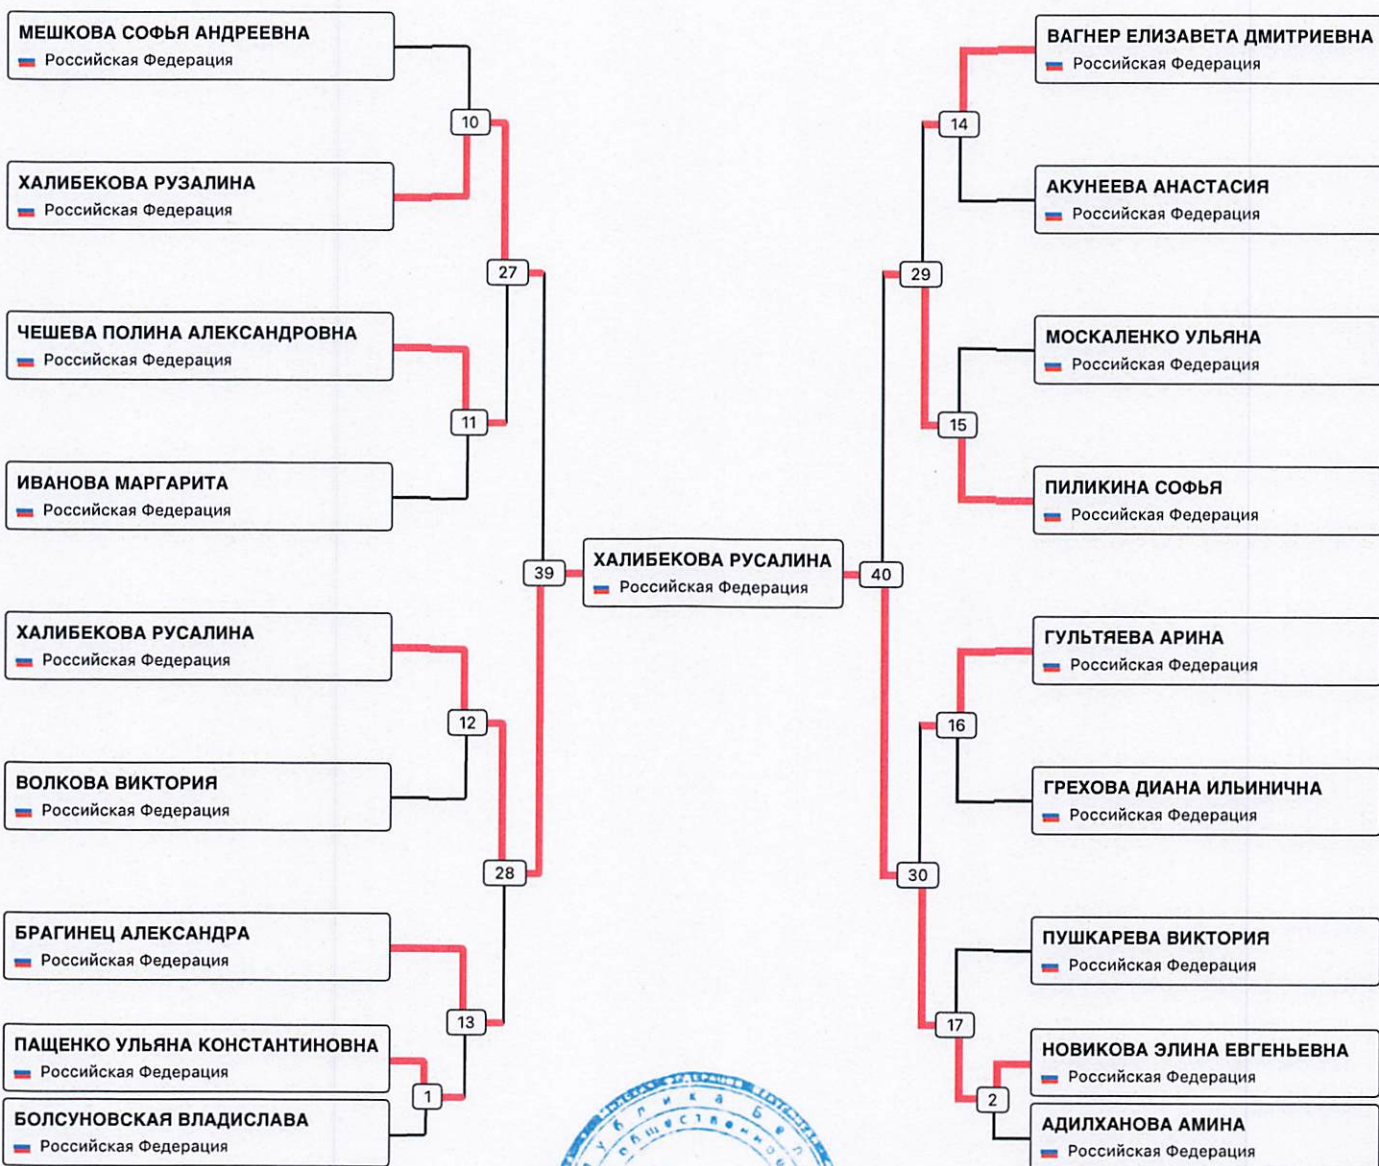 МЕШКОВА СОФЬЯ АНДРЕЕВНА
Российская Федерация
10
ХАЛИБЕКОВА РУЗАЛИНА
Российская Федерация
27
ЧЕШЕВА ПОЛИНА АЛЕКСАНДРОВНА
Российская Федерация
11
ИВАНОВА МАРГАРИТА
Российская Федерация
39
ХАЛИБЕКОВА РУСАЛИНА
Российская Федерация
40
ХАЛИБЕКОВА РУСАЛИНА
Российская Федерация
12
ВОЛКОВА ВИКТОРИЯ
Российская Федерация
28
БРАГИНЕЦ АЛЕКСАНДРА
Российская Федерация
13
ПАЩЕНКО УЛЬЯНА КОНСТАНТИНОВНА
Российская Федерация
1
БОЛСУНОВСКАЯ ВЛАДИСЛАВА
Российская Федерация
ВАГНЕР ЕЛИЗАВЕТА ДМИТРИЕВНА
Российская Федерация
14
АКУНЕЕВА АНАСТАСИЯ
Российская Федерация
29
МОСКАЛЕНКО УЛЬЯНА
Российская Федерация
15
ПИЛИКИНА СОФЬЯ
Российская Федерация
ГУЛЬТЯЕВА АРИНА
Российская Федерация
16
ГРЕХОВА ДИАНА ИЛЬИНИЧНА
Российская Федерация
30
ПУШКАРЕВА ВИКТОРИЯ
Российская Федерация
17
НОВИКОВА ЭЛИНА ЕВГЕНЬЕВНА
Российская Федерация
2
АДИЛХАНОВА АМИНА
Российская Федерация